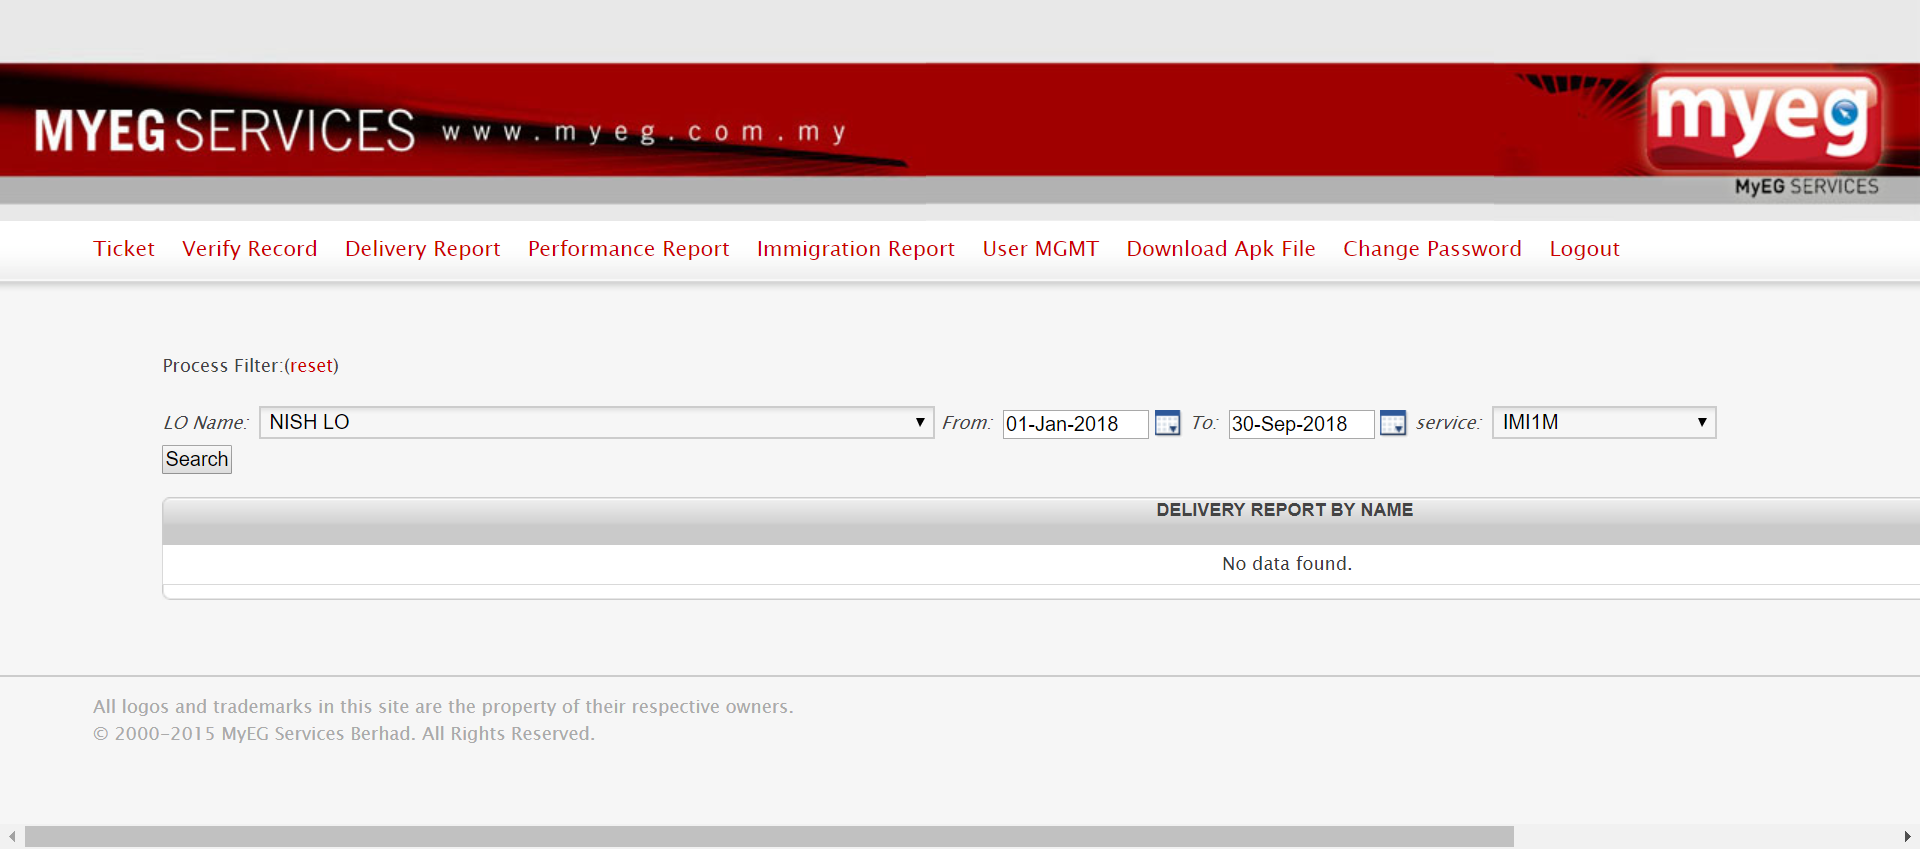 MYEG SERVICES www.myeg.com.my
myeg
MyEG SERVICES
Ticket Verify Record Delivery Report Performance Report Immigration Report User MGMT Download Apk File Change Password Logout
Process Filter:(reset)
LO Name: NISH LO From: 01-Jan-2018 To: 30-Sep-2018 service: IMI1M
Search
DELIVERY REPORT BY NAME
No data found.
All logos and trademarks in this site are the property of their respective owners.
© 2000-2015 MyEG Services Berhad. All Rights Reserved.